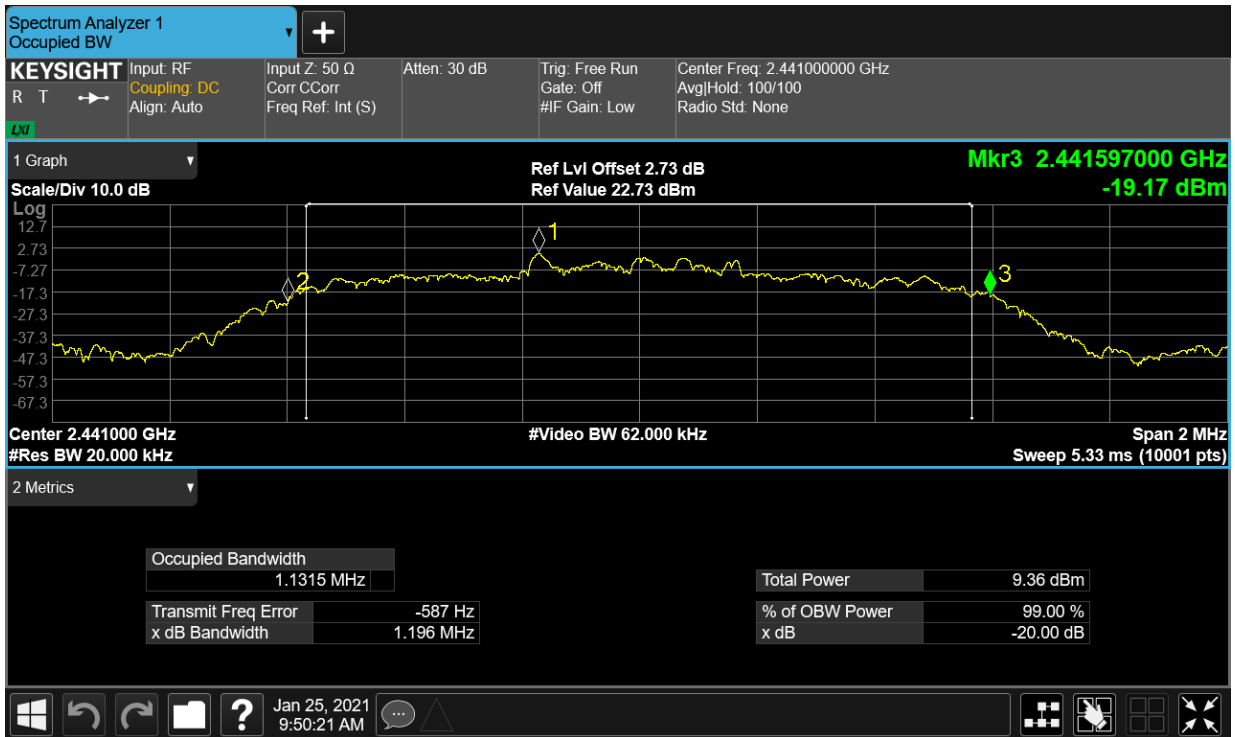 Spectrum Analyzer 1
Occupied BW
KEYSIGHT
R T
LXI
Input: RF
Coupling: DC
Align: Auto
Input Z: 50 Ω
Corr CCorr
Freq Ref: Int (S)
Atten: 30 dB
Trig: Free Run
Gate: Off
#IF Gain: Low
Center Freq: 2.441000000 GHz
Avg|Hold: 100/100
Radio Std: None
1 Graph
Scale/Div 10.0 dB
Ref Lvl Offset 2.73 dB
Ref Value 22.73 dBm
Mkr3 2.441597000 GHz
-19.17 dBm
Log
12.7
2.73
-7.27
-17.3
-27.3
-37.3
-47.3
-57.3
-67.3
1
2
3
Center 2.441000 GHz
#Video BW 62.000 kHz
Span 2 MHz
#Res BW 20.000 kHz
Sweep 5.33 ms (10001 pts)
2 Metrics
Occupied Bandwidth
1.1315 MHz
Total Power 9.36 dBm
Transmit Freq Error -587 Hz
% of OBW Power 99.00 %
x dB Bandwidth 1.196 MHz
x dB -20.00 dB
?
Jan 25, 2021
9:50:21 AM